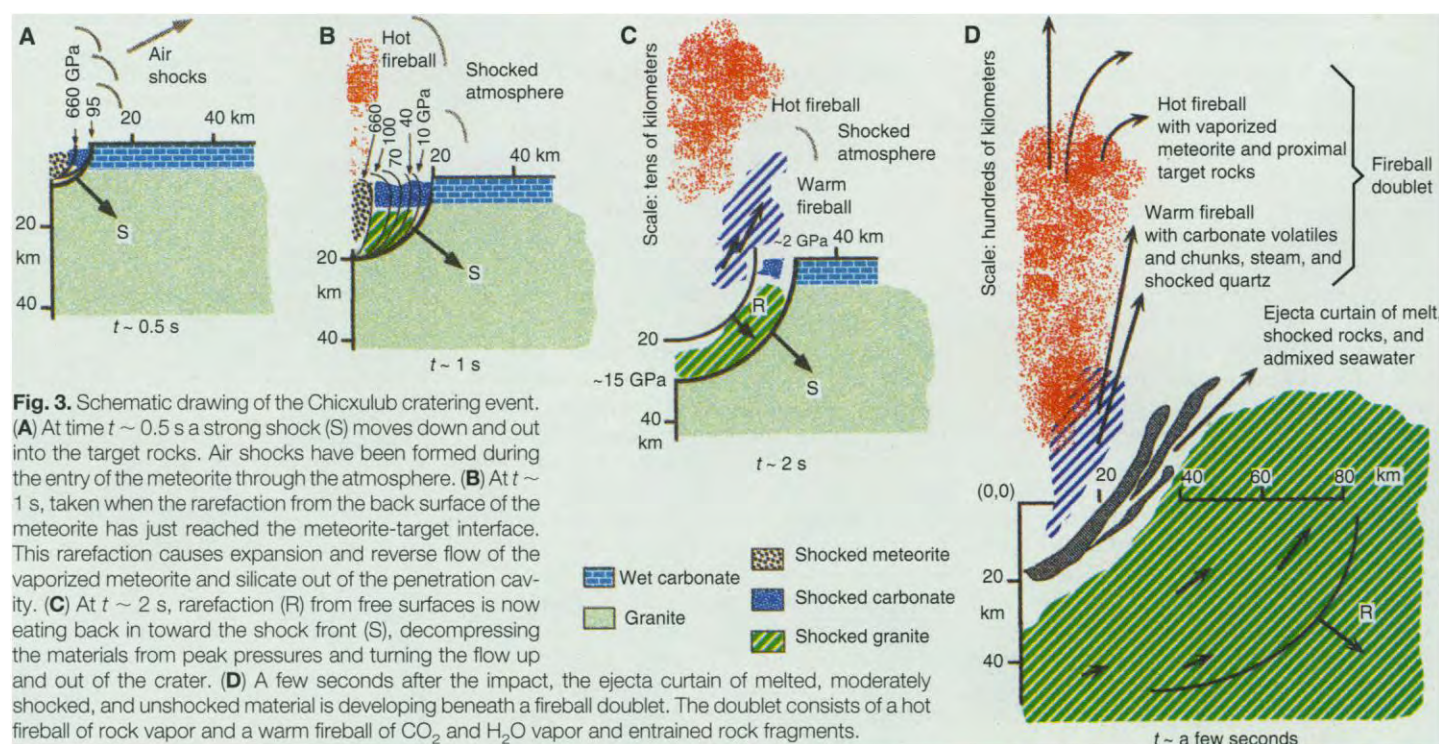 A
Air
shocks
660 GPa
95
20
40 km
20
km
40
S
t ~ 0.5 s
B
Hot
fireball
Shocked
atmosphere
660
100
70
40
10 GPa
20
40 km
20
km
40
S
t ~ 1 s
C
Scale: tens of kilometers
Hot fireball
Shocked
atmosphere
Warm
fireball
~2 GPa
40 km
R
20
~15 GPa
S
40
km
t ~ 2 s
D
Scale: hundreds of kilometers
Hot fireball
with vaporized
meteorite and proximal
target rocks
Fireball
doublet
Warm fireball
with carbonate volatiles
and chunks, steam, and
shocked quartz
Ejecta curtain of melt,
shocked rocks, and
admixed seawater
(0,0)
20
40
60
80
km
20
km
40
R
t ~ a few seconds
Wet carbonate
Granite
Shocked meteorite
Shocked carbonate
Shocked granite
Fig. 3. Schematic drawing of the Chicxulub cratering event.
(A) At time t ~ 0.5 s a strong shock (S) moves down and out
into the target rocks. Air shocks have been formed during
the entry of the meteorite through the atmosphere. (B) At t ~
1 s, taken when the rarefaction from the back surface of the
meteorite has just reached the meteorite-target interface.
This rarefaction causes expansion and reverse flow of the
vaporized meteorite and silicate out of the penetration cav-
ity. (C) At t ~ 2 s, rarefaction (R) from free surfaces is now
eating back in toward the shock front (S), decompressing
the materials from peak pressures and turning the flow up
and out of the crater. (D) A few seconds after the impact, the ejecta curtain of melted, moderately
shocked, and unshocked material is developing beneath a fireball doublet. The doublet consists of a hot
fireball of rock vapor and a warm fireball of CO₂ and H₂O vapor and entrained rock fragments.